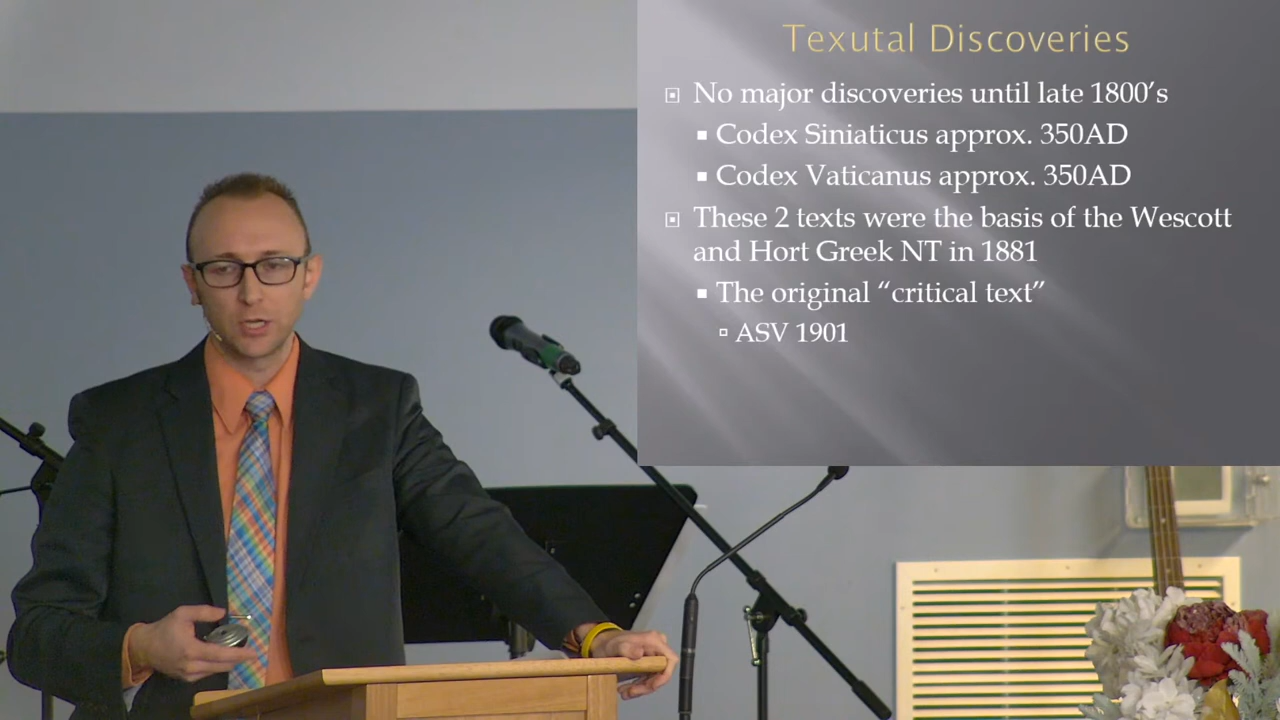 Texutal Discoveries
No major discoveries until late 1800's
Codex Siniaticus approx. 350AD
Codex Vaticanus approx. 350AD
These 2 texts were the basis of the Wescott
and Hort Greek NT in 1881
The original “critical text”
ASV 1901